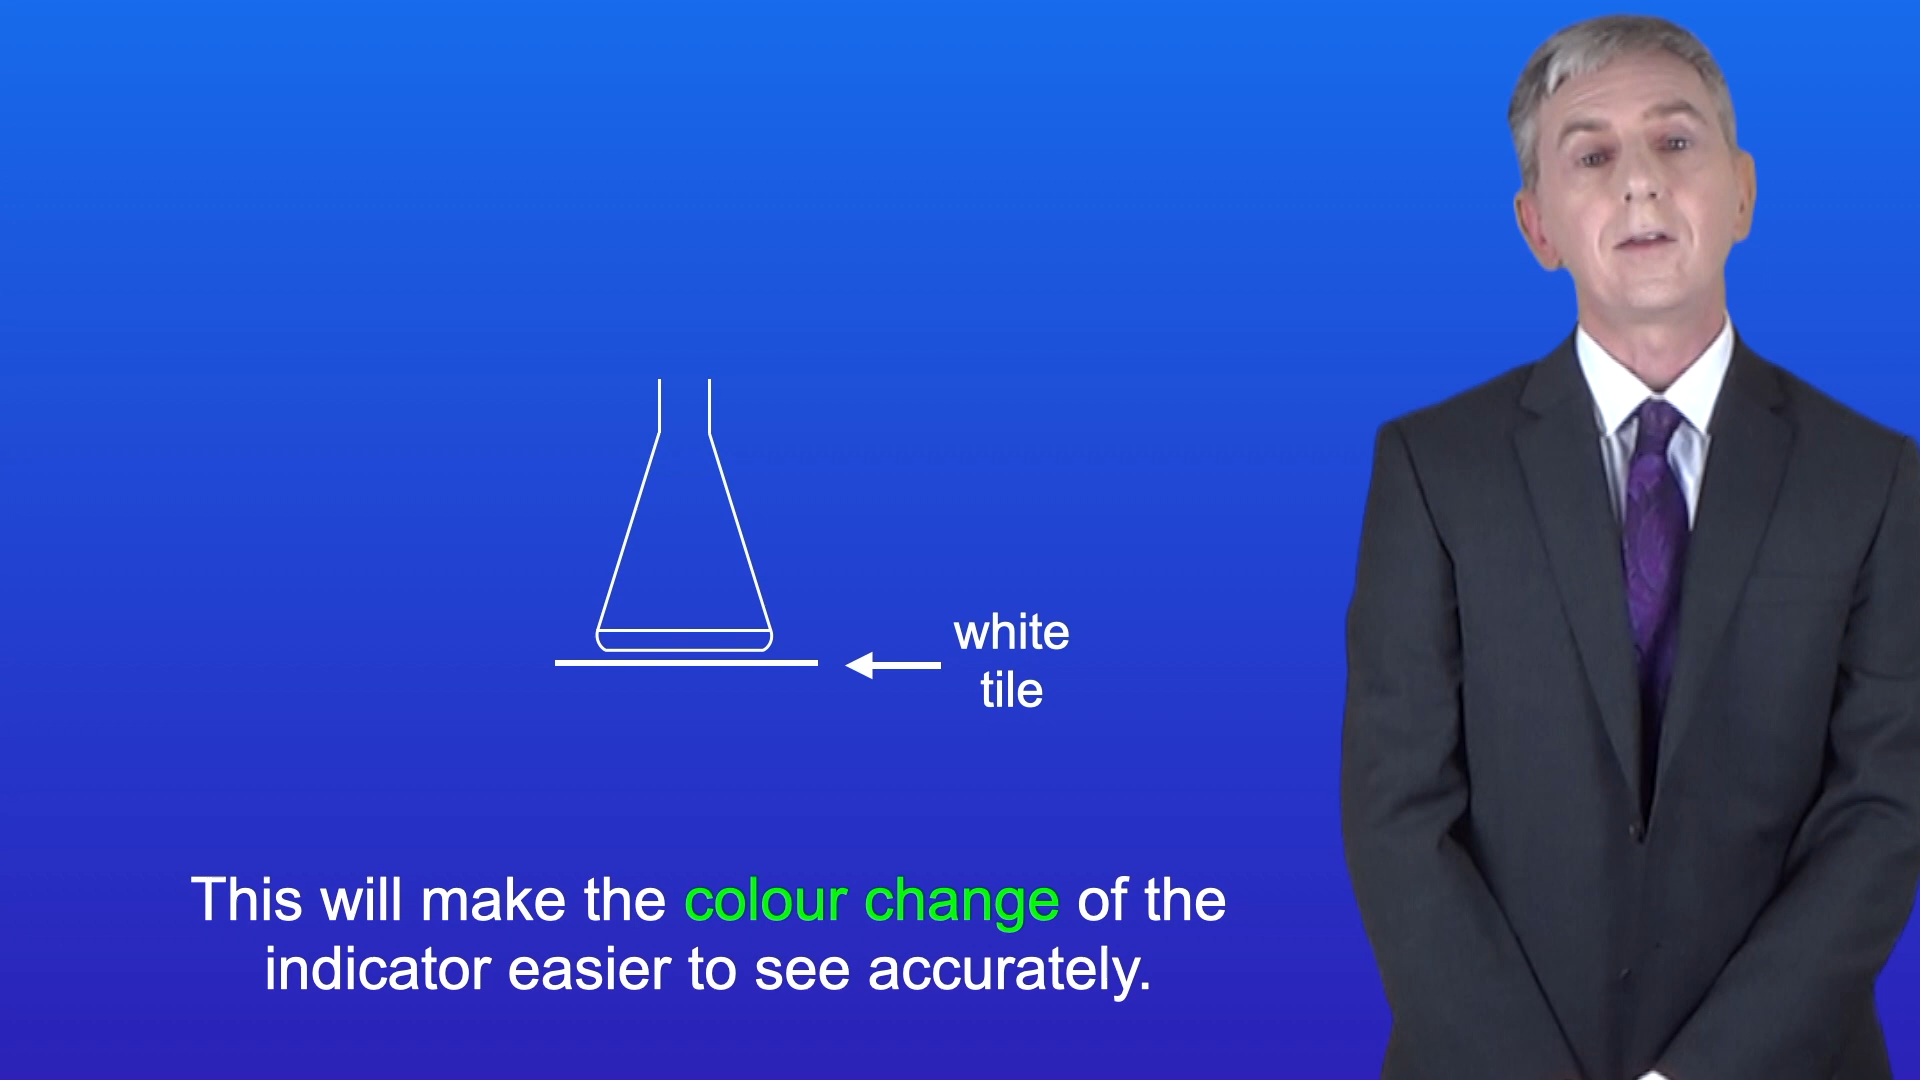 white
tile
This will make the colour change of the
indicator easier to see accurately.